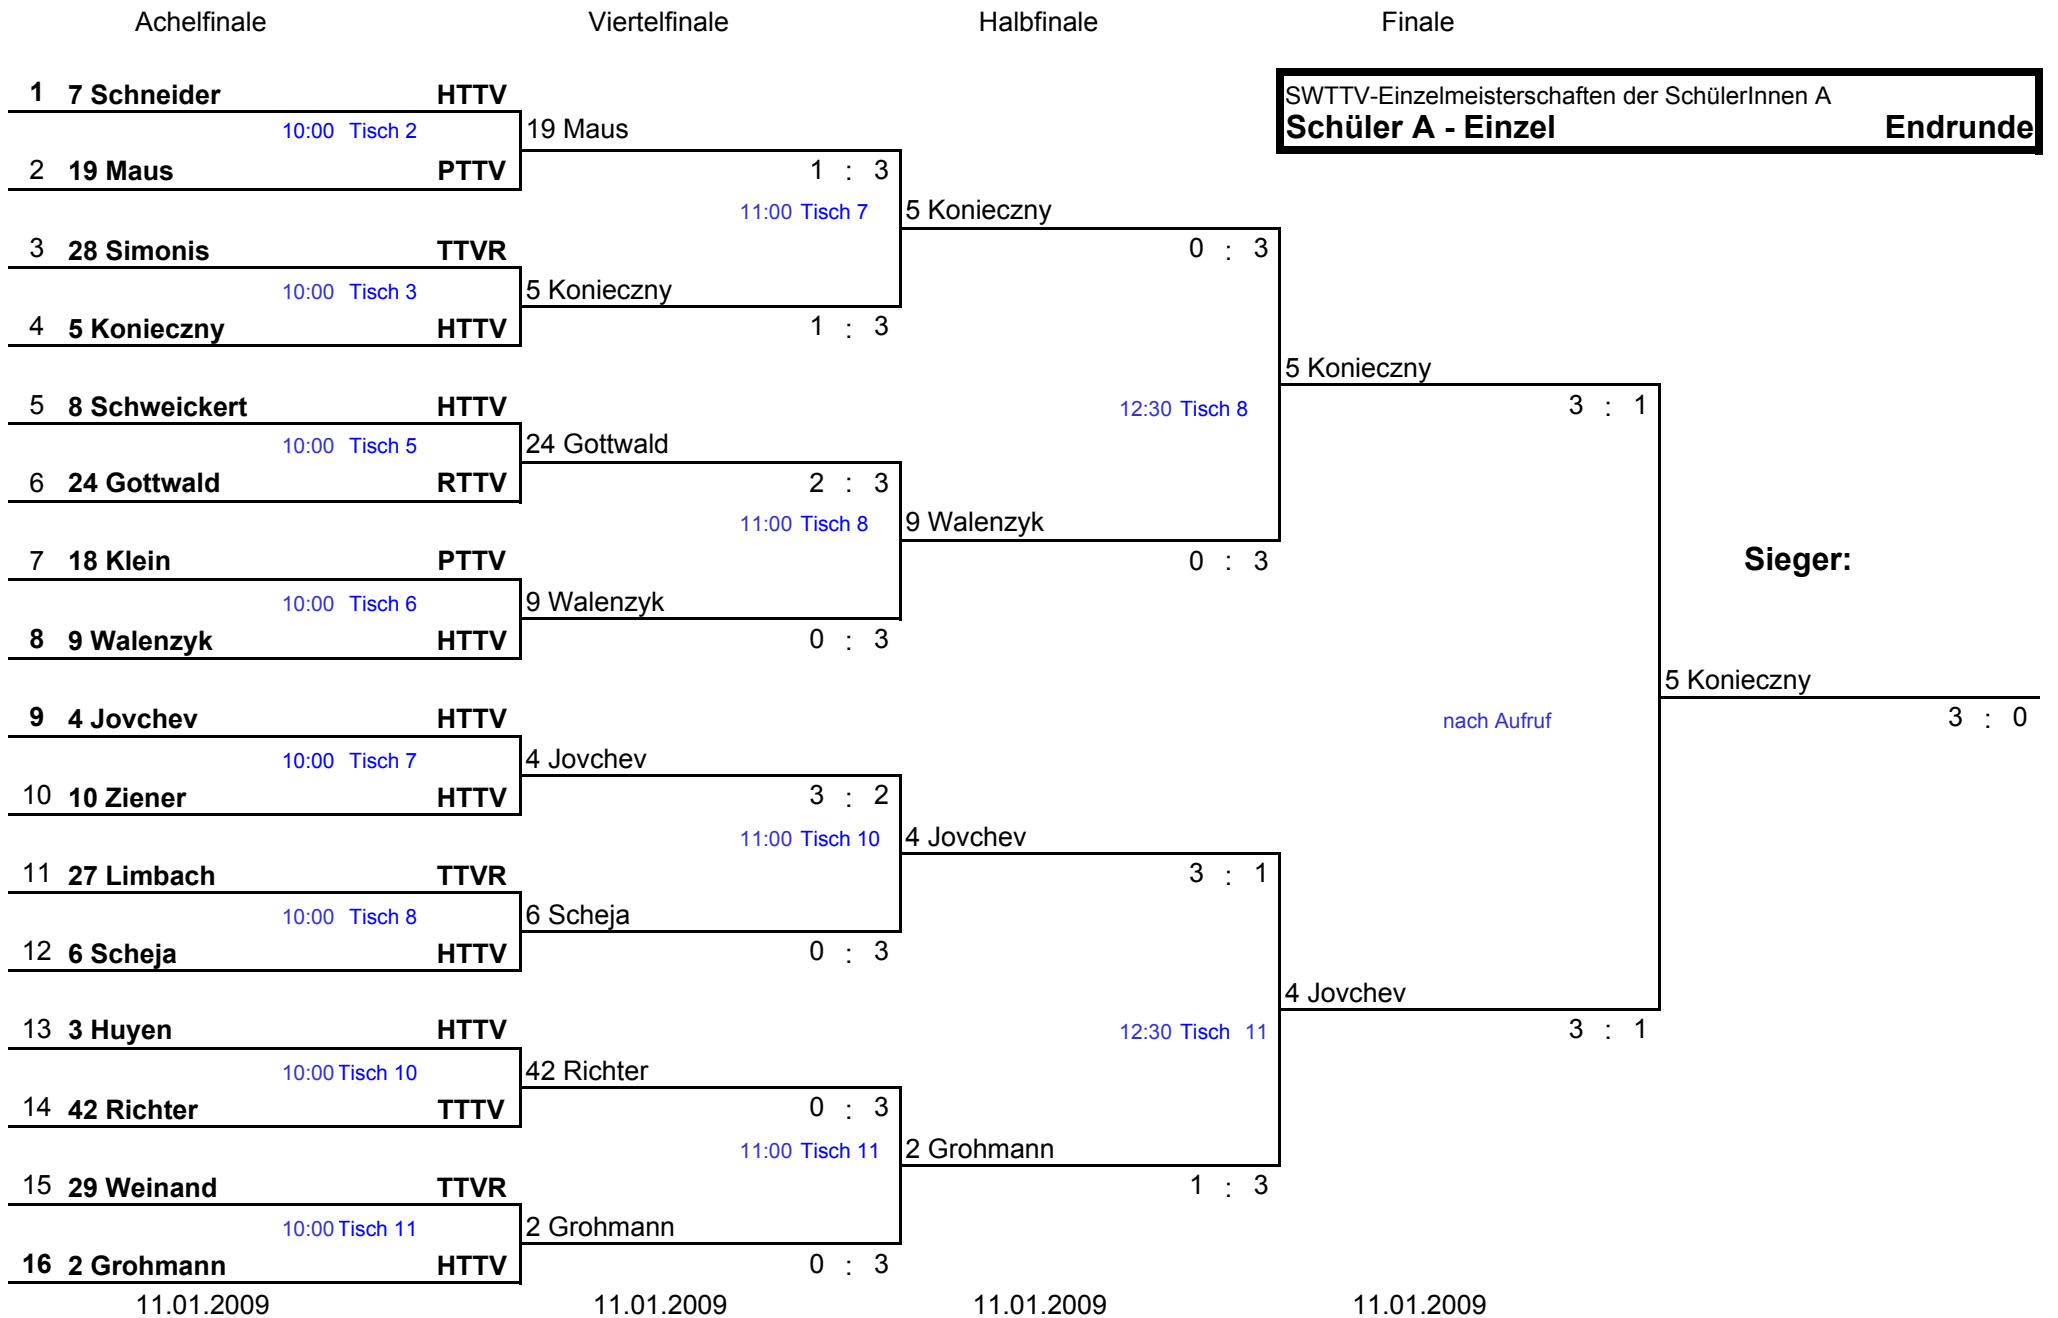 Achelfinale Viertelfinale Halbfinale Finale
1 7 Schneider HTTV
SWTTV-Einzelmeisterschaften der SchülerInnen A
10:00 Tisch 2 19 Maus
Schüler A - Einzel Endrunde
2 19 Maus PTTV 1 : 3
11:00 Tisch 7 5 Konieczny
3 28 Simonis TTVR 0 : 3
10:00 Tisch 3 5 Konieczny
4 5 Konieczny HTTV 1 : 3
5 Konieczny
5 8 Schweickert HTTV 12:30 Tisch 8 3 : 1
10:00 Tisch 5 24 Gottwald
6 24 Gottwald RTTV 2 : 3
11:00 Tisch 8 9 Walenzyk
7 18 Klein PTTV 0 : 3 Sieger:
10:00 Tisch 6 9 Walenzyk
8 9 Walenzyk HTTV 0 : 3
5 Konieczny
9 4 Jovchev HTTV nach Aufruf 3 : 0
10:00 Tisch 7 4 Jovchev
10 10 Ziener HTTV 3 : 2
11:00 Tisch 10 4 Jovchev
11 27 Limbach TTVR 3 : 1
10:00 Tisch 8 6 Scheja
12 6 Scheja HTTV 0 : 3
4 Jovchev
13 3 Huyen HTTV 12:30 Tisch 11 3 : 1
10:00 Tisch 10 42 Richter
14 42 Richter TTTV 0 : 3
11:00 Tisch 11 2 Grohmann
15 29 Weinand TTVR 1 : 3
10:00 Tisch 11 2 Grohmann
16 2 Grohmann HTTV 0 : 3
11.01.2009 11.01.2009 11.01.2009 11.01.2009